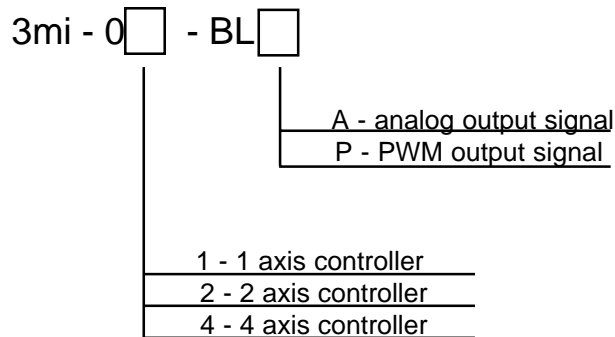 3mi - 0 - BL
A - analog output signal
P - PWM output signal
1 - 1 axis controller
2 - 2 axis controller
4 - 4 axis controller